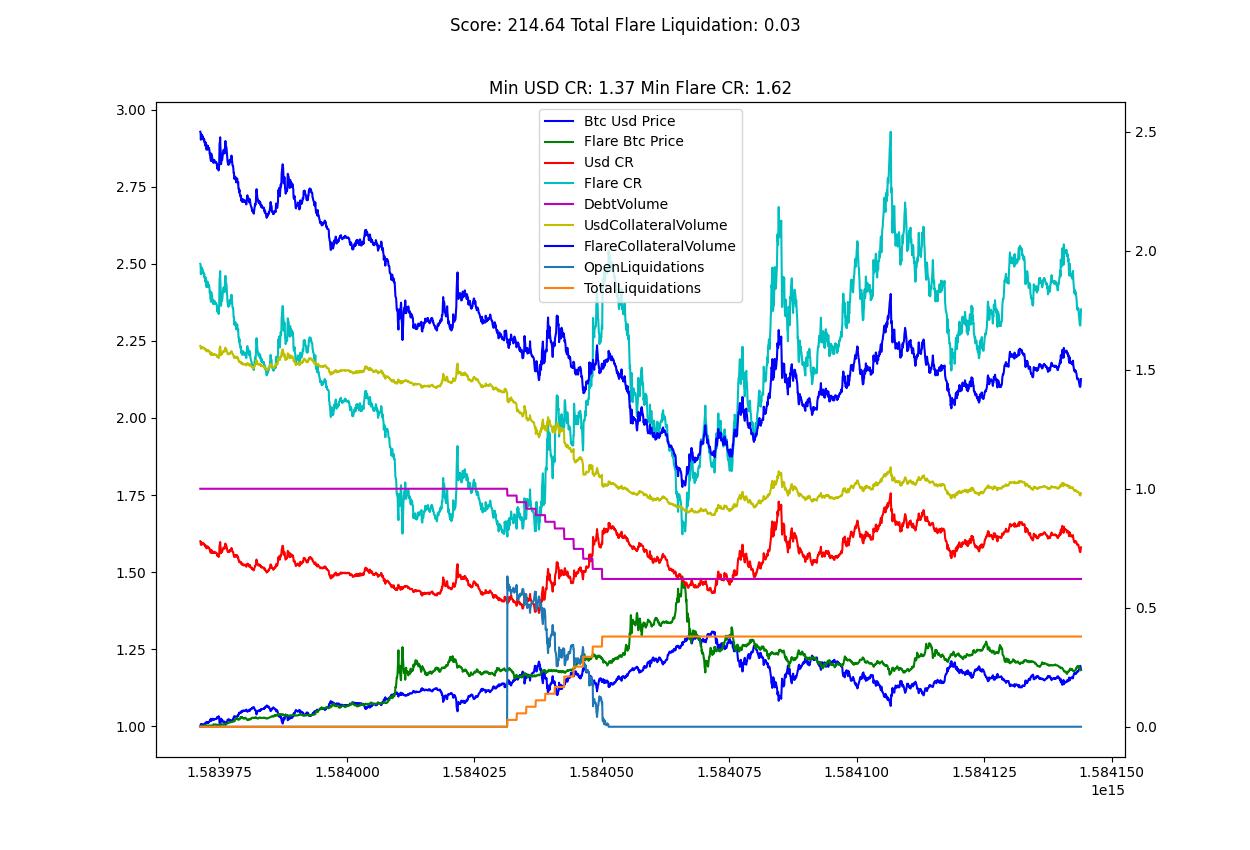 Score: 214.64 Total Flare Liquidation: 0.03
Min USD CR: 1.37 Min Flare CR: 1.62
3.00
2.75
2.50
2.25
2.00
1.75
1.50
1.25
1.00
Btc Usd Price
Flare Btc Price
Usd CR
Flare CR
DebtVolume
UsdCollateralVolume
FlareCollateralVolume
OpenLiquidations
TotalLiquidations
2.5
2.0
1.5
1.0
0.5
0.0
1.583975 1.584000 1.584025 1.584050 1.584075 1.584100 1.584125 1.584150
1e15